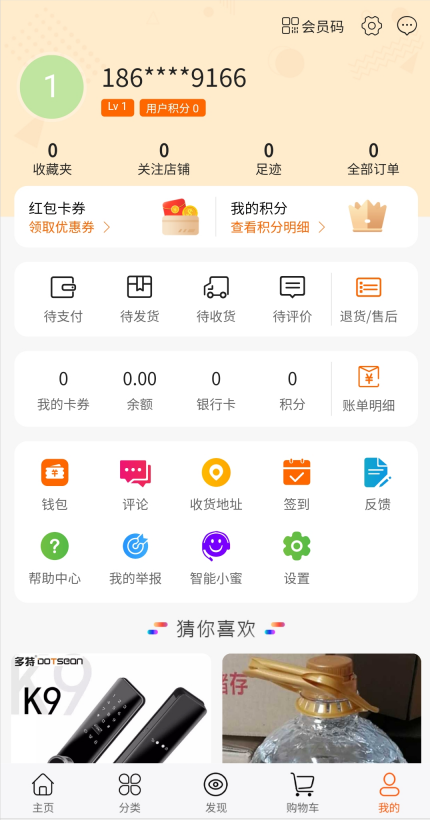 会员码
1
186****9166
Lv 1 用户积分 0
0 0 0 0
收藏夹 关注店铺 足迹 全部订单
红包卡券 我的积分
领取优惠券 查看积分明细
待支付 待发货 待收货 待评价 退货/售后
0 0.00 0 0
我的卡券 余额 银行卡 积分 账单明细
钱包 评论 收货地址 签到 反馈
帮助中心 我的举报 智能小蜜 设置
猜你喜欢
多特 DOTSEAN
K9
K9
储存
主页 分类 发现 购物车 我的